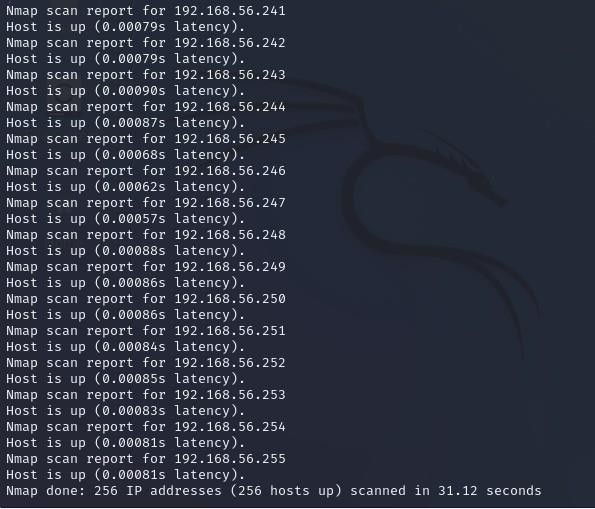 Nmap scan report for 192.168.56.241
Host is up (0.00079s latency).
Nmap scan report for 192.168.56.242
Host is up (0.00079s latency).
Nmap scan report for 192.168.56.243
Host is up (0.00090s latency).
Nmap scan report for 192.168.56.244
Host is up (0.00087s latency).
Nmap scan report for 192.168.56.245
Host is up (0.00068s latency).
Nmap scan report for 192.168.56.246
Host is up (0.00062s latency).
Nmap scan report for 192.168.56.247
Host is up (0.00057s latency).
Nmap scan report for 192.168.56.248
Host is up (0.00088s latency).
Nmap scan report for 192.168.56.249
Host is up (0.00086s latency).
Nmap scan report for 192.168.56.250
Host is up (0.00086s latency).
Nmap scan report for 192.168.56.251
Host is up (0.00084s latency).
Nmap scan report for 192.168.56.252
Host is up (0.00085s latency).
Nmap scan report for 192.168.56.253
Host is up (0.00083s latency).
Nmap scan report for 192.168.56.254
Host is up (0.00081s latency).
Nmap scan report for 192.168.56.255
Host is up (0.00081s latency).
Nmap done: 256 IP addresses (256 hosts up) scanned in 31.12 seconds